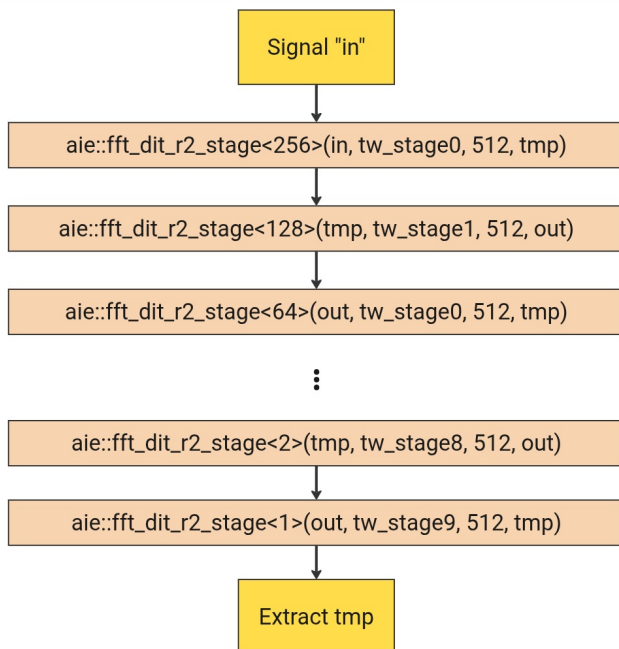 Signal "in"
aie::fft_dit_r2_stage<256>(in, tw_stage0, 512, tmp)
aie::fft_dit_r2_stage<128>(tmp, tw_stage1, 512, out)
aie::fft_dit_r2_stage<64>(out, tw_stage0, 512, tmp)
aie::fft_dit_r2_stage<2>(tmp, tw_stage8, 512, out)
aie::fft_dit_r2_stage<1>(out, tw_stage9, 512, tmp)
Extract tmp